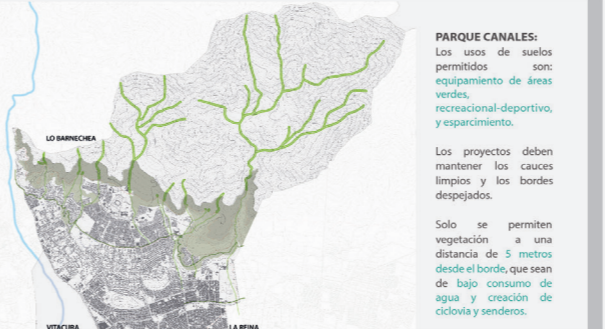 PARQUE CANALES:
Los usos de suelos
permitidos son:
equipamiento de áreas
verdes,
recreacional-deportivo,
y esparcimiento.
Los proyectos deben
mantener los cauces
limpios y los bordes
despejados.
Solo se permiten
vegetación a una
distancia de 5 metros
desde el borde, que sean
de bajo consumo de
agua y creación de
ciclovia y senderos.
LO BARNECHEA
VITACURA
LA REINA